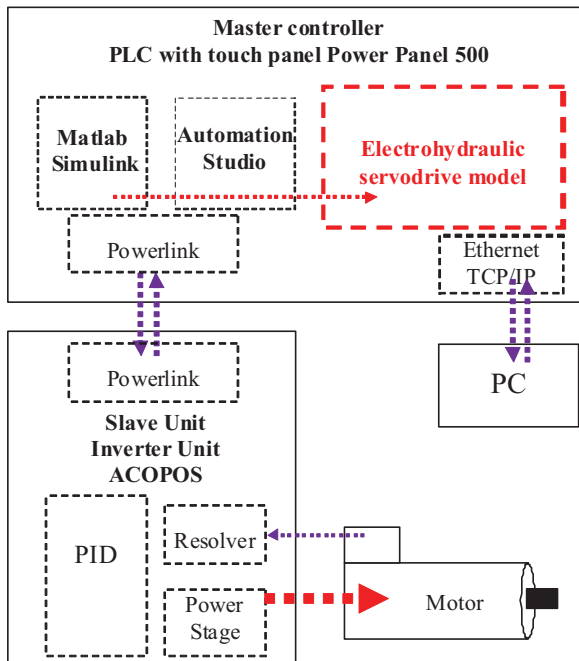 Master controller
PLC with touch panel Power Panel 500
Matlab
Simulink
Automation
Studio
Electrohydraulic
servodrive model
Powerlink
Ethernet
TCP/IP
Powerlink
PC
Slave Unit
Inverter Unit
ACOPOS
PID
Resolver
Power
Stage
Motor